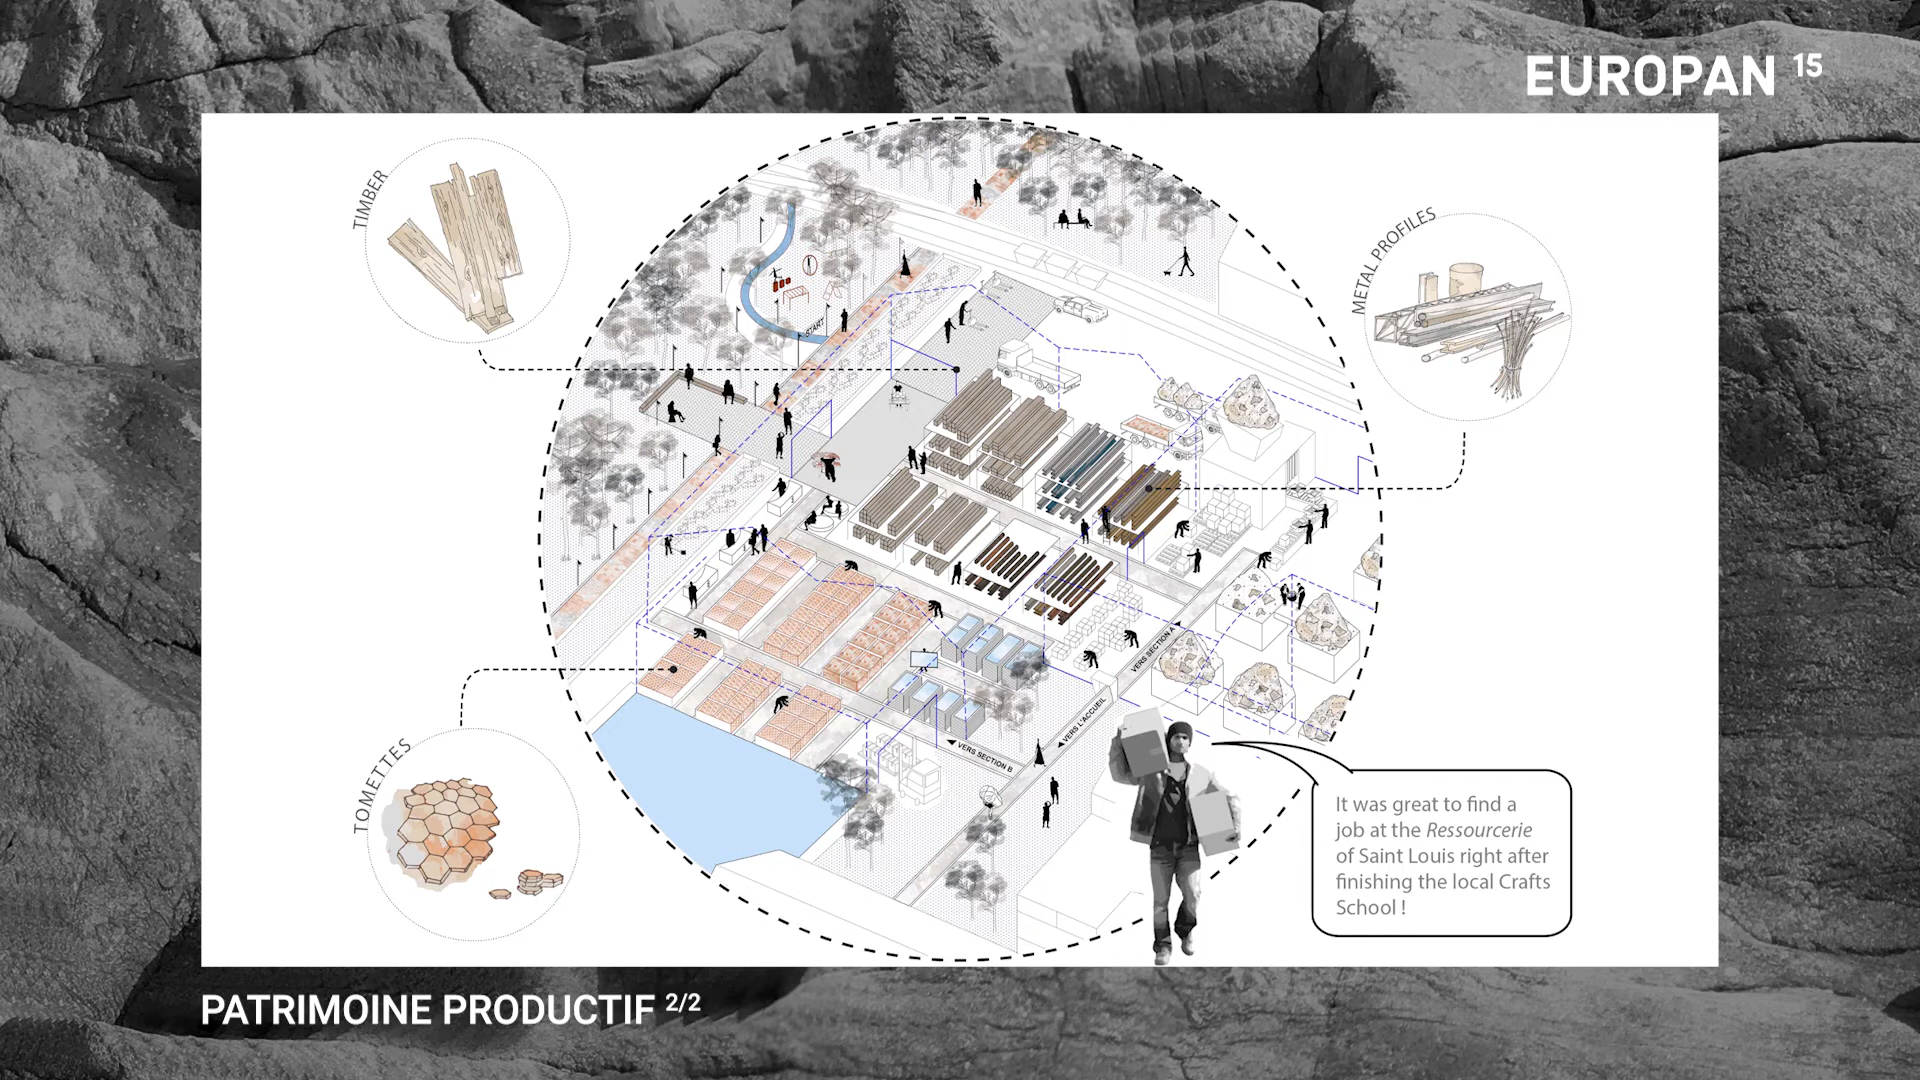 EUROPAN 15
TIMBER
METAL PROFILES
START
VERS SECTION A
VERS L'ACCUEIL
VERS SECTION B
TOMETTES
It was great to find a
job at the Ressourcerie
of Saint Louis right after
finishing the local Crafts
School !
PATRIMOINE PRODUCTIF 2/2